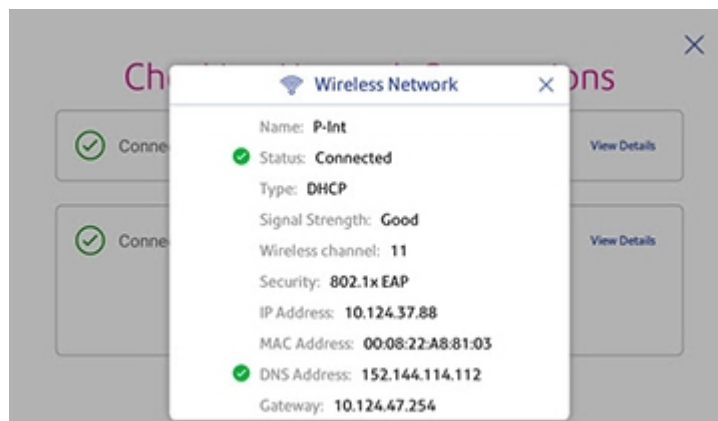 Ch
ons
Wireless Network
Name: P-Int
Conne
Status: Connected
View Details
Type: DHCP
Signal Strength: Good
Conne
Wireless channel: 11
View Details
Security: 802.1x EAP
IP Address: 10.124.37.88
MAC Address: 00:08:22:A8:81:03
DNS Address: 152.144.114.112
Gateway: 10.124.47.254